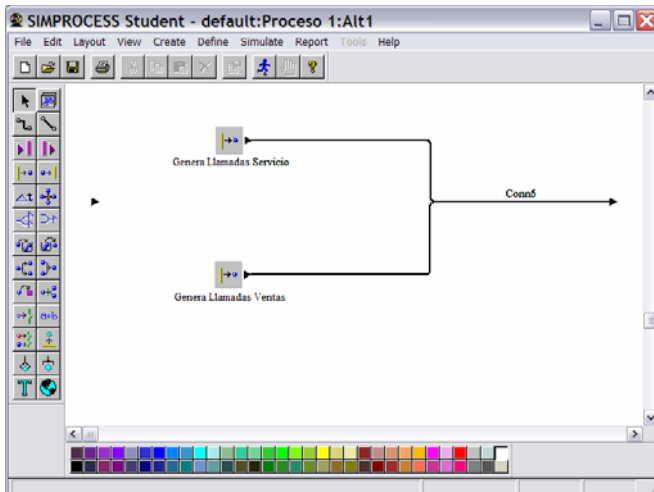 SIMPROCESS Student - default:Proceso 1:Alt1
File Edit Layout View Create Define Simulate Report Tools Help
Genera Llamadas Servicio
Conn5
Genera Llamadas Ventas
a+b
T